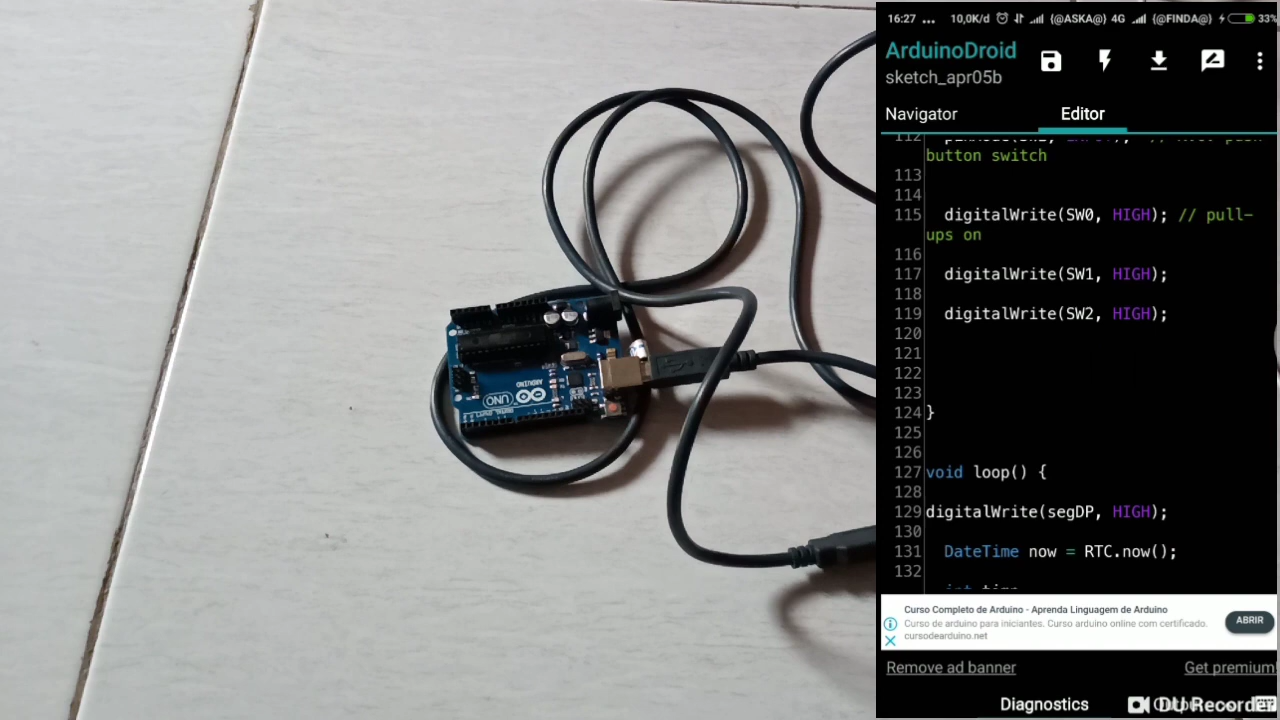 16:27 ... 10,0K/d {@ASKA@} 4G {@FINDA@} 33%
ArduinoDroid
sketch_apr05b
Navigator Editor
112
button switch
113
114
115 digitalWrite(SW0, HIGH); // pull-
ups on
116
117 digitalWrite(SW1, HIGH);
118
119 digitalWrite(SW2, HIGH);
120
121
122
123
124 }
125
126
127 void loop() {
128
129 digitalWrite(segDP, HIGH);
130
131 DateTime now = RTC.now();
132
Curso Completo de Arduino - Aprenda Linguagem de Arduino
Curso de arduino para iniciantes. Curso arduino online com certificado.
cursodearduino.net
ABRIR
Remove ad banner Get premium!
Diagnostics DU Recorder
ARDUINO
UNO